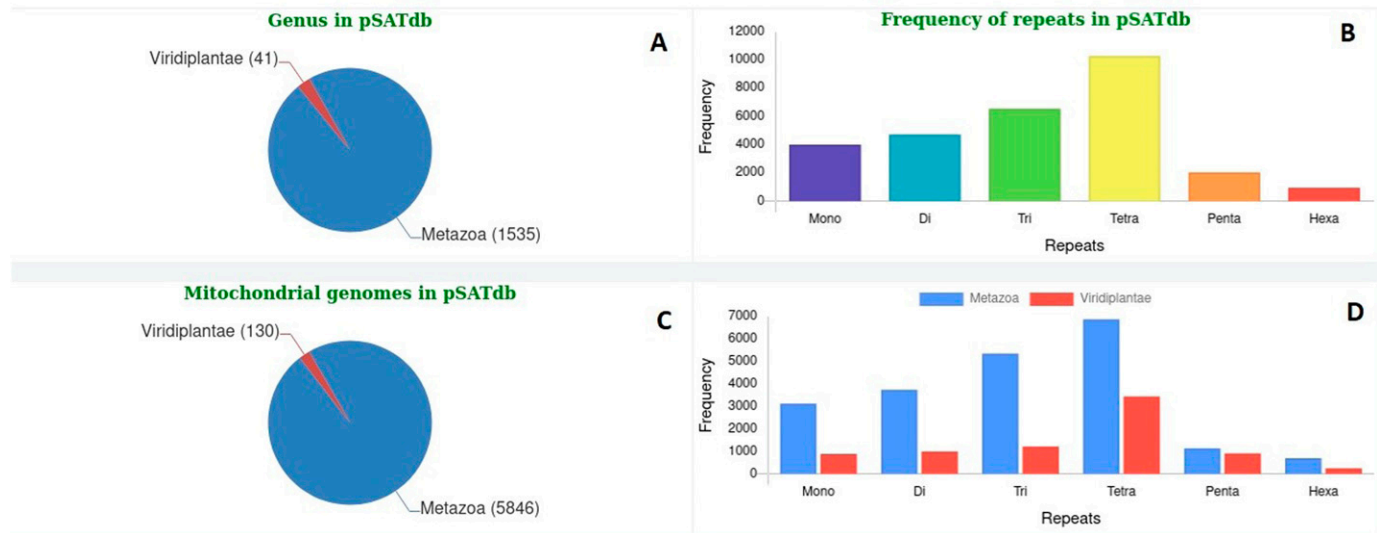 Genus in pSATdb
A
Viridiplantae (41)
Metazoa (1535)
Frequency of repeats in pSATdb
B
12000
10000
8000
6000
4000
2000
0
Frequency
Mono Di Tri Tetra Penta Hexa
Repeats
Mitochondrial genomes in pSATdb
C
Viridiplantae (130)
Metazoa (5846)
Metazoa Viridiplantae
D
7000
6000
5000
4000
3000
2000
1000
0
Frequency
Mono Di Tri Tetra Penta Hexa
Repeats